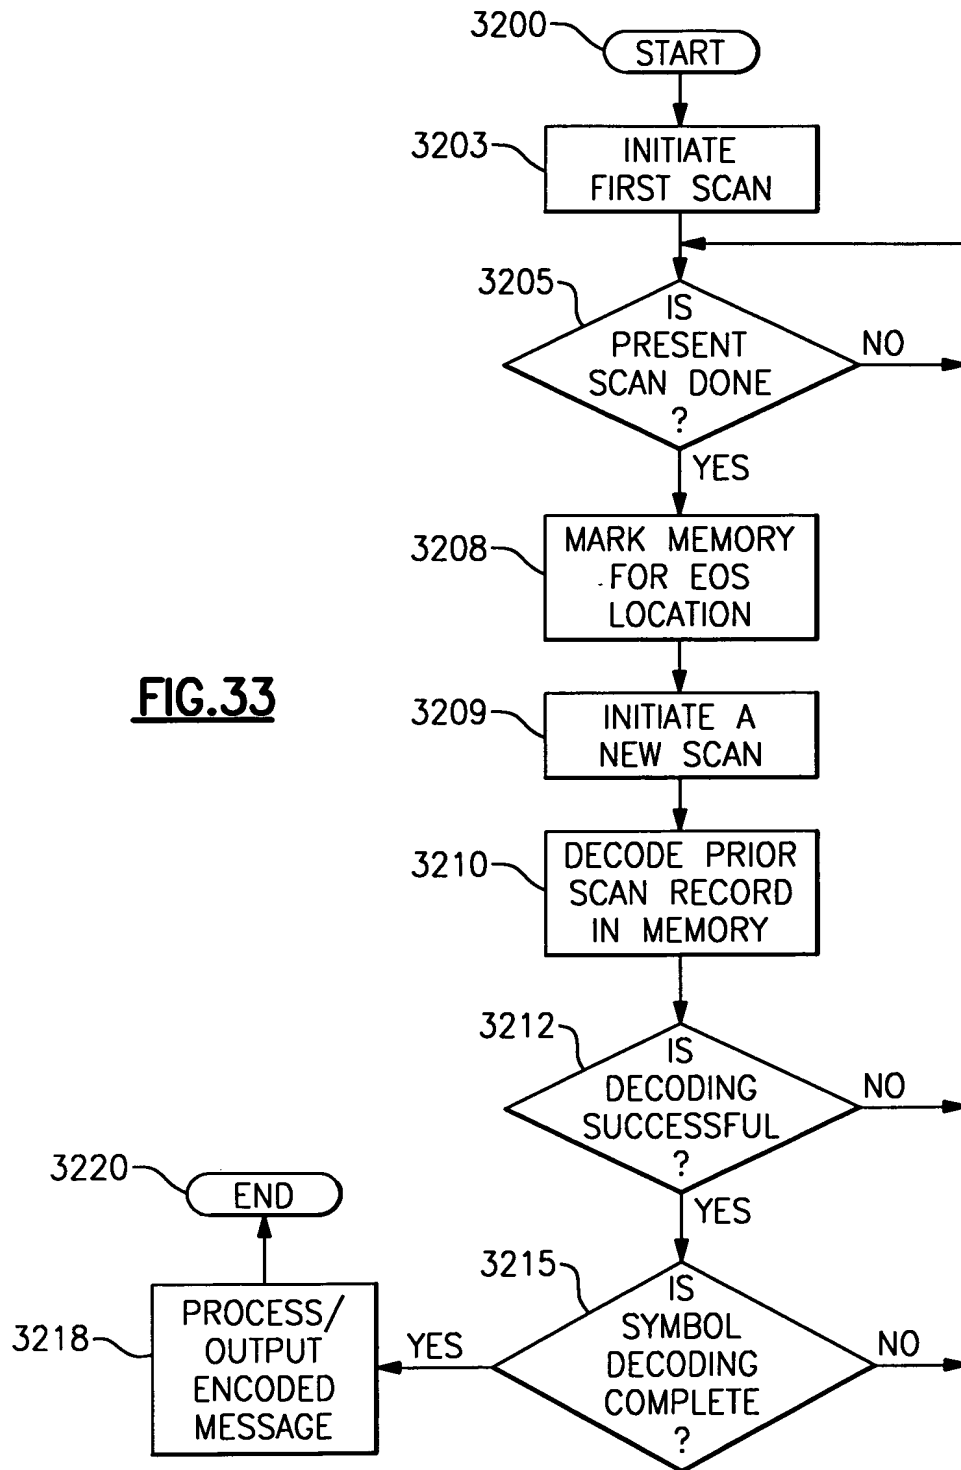 3200
START
3203
INITIATE
FIRST SCAN
3205
IS
PRESENT
SCAN DONE
?
NO
YES
3208
MARK MEMORY
FOR EOS
LOCATION
FIG.33
3209
INITIATE A
NEW SCAN
3210
DECODE PRIOR
SCAN RECORD
IN MEMORY
3212
IS
DECODING
SUCCESSFUL
?
NO
YES
3220
END
3215
IS
SYMBOL
DECODING
COMPLETE
?
NO
YES
3218
PROCESS/
OUTPUT
ENCODED
MESSAGE